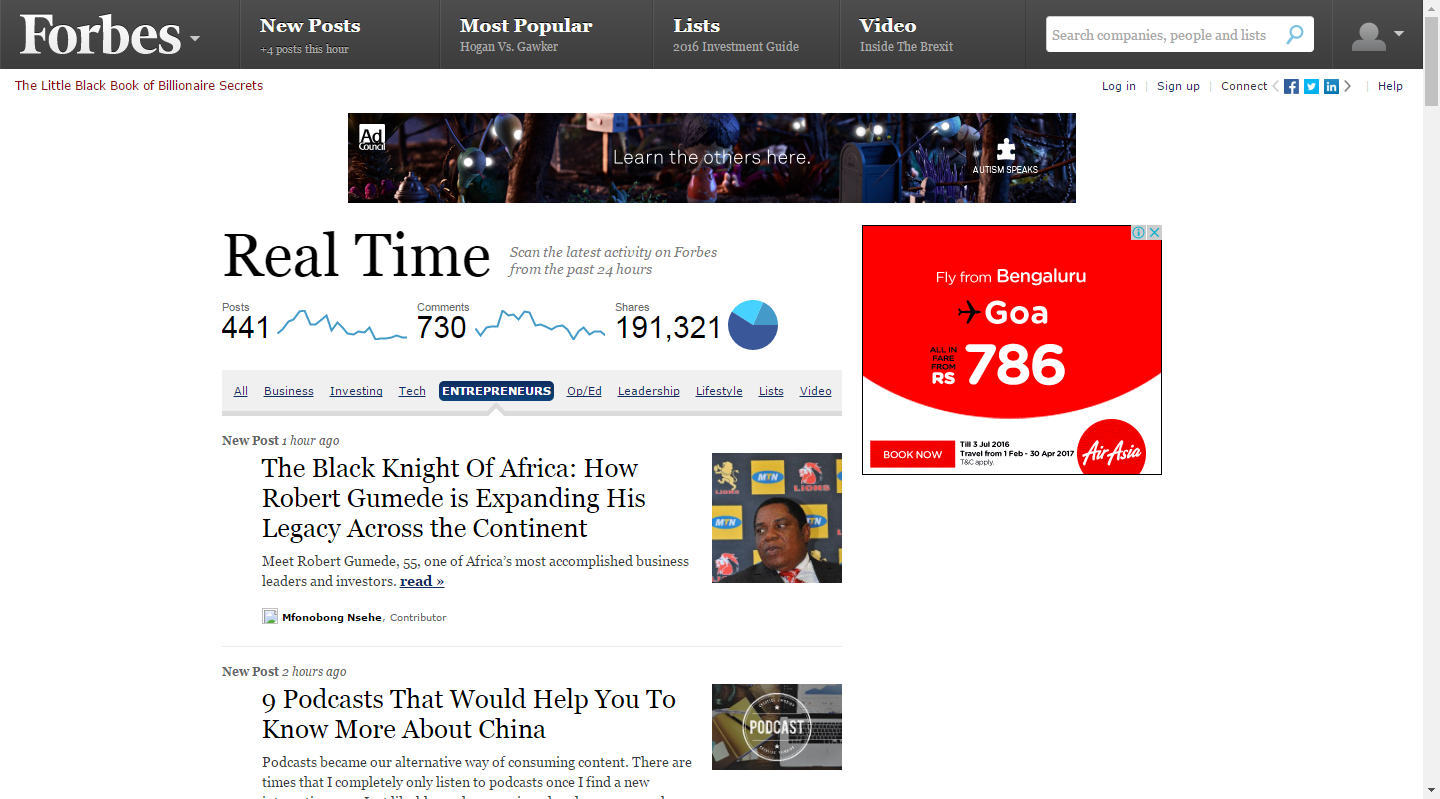 Forbes
New Posts
+4 posts this hour
Most Popular
Hogan Vs. Gawker
Lists
2016 Investment Guide
Video
Inside The Brexit
Search companies, people and lists
The Little Black Book of Billionaire Secrets
Log in
Sign up
Connect
Help
Ad
Council
Learn the others here.
AUTISM SPEAKS
Real Time
Scan the latest activity on Forbes
from the past 24 hours
Posts
441
Comments
730
Shares
191,321
All Business Investing Tech ENTREPRENEURS Op/Ed Leadership Lifestyle Lists Video
New Post 1 hour ago
The Black Knight Of Africa: How
Robert Gumede is Expanding His
Legacy Across the Continent
Meet Robert Gumede, 55, one of Africa’s most accomplished business
leaders and investors. read »
Mfonobong Nsehe, Contributor
LIONS
MTN
LIONS
MTN
New Post 2 hours ago
9 Podcasts That Would Help You To
Know More About China
Podcasts became our alternative way of consuming content. There are
times that I completely only listen to podcasts once I find a new
PODCAST
Fly from Bengaluru
Goa
ALL IN
FARE
FROM
RS 786
BOOK NOW
Till 3 Jul 2016
Travel from 1 Feb - 30 Apr 2017
T&C apply.
AirAsia